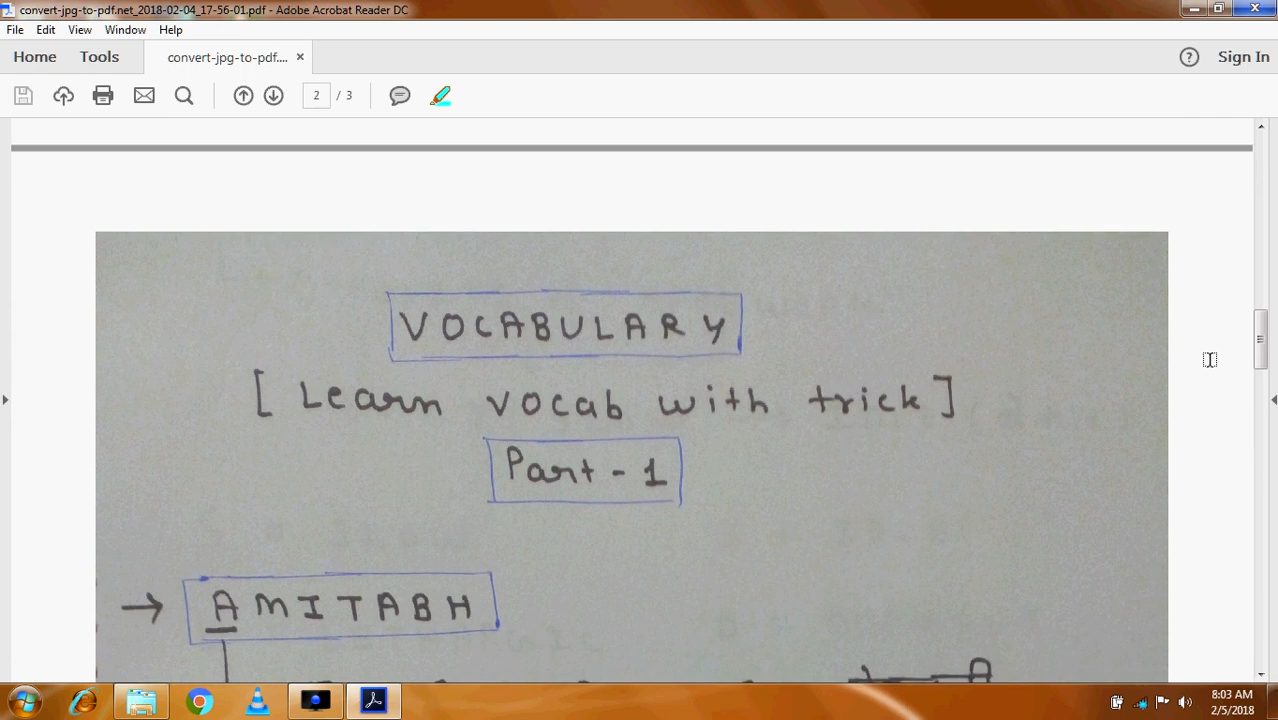 convert-jpg-to-pdf.net_2018-02-04_17-56-01.pdf - Adobe Acrobat Reader DC
File Edit View Window Help
Home Tools convert-jpg-to-pdf.... × Sign In
2 / 3
VOCABULARY
[ Learn vocab with trick ]
Part - 1
→ AMITABH
A
8:03 AM
2/5/2018